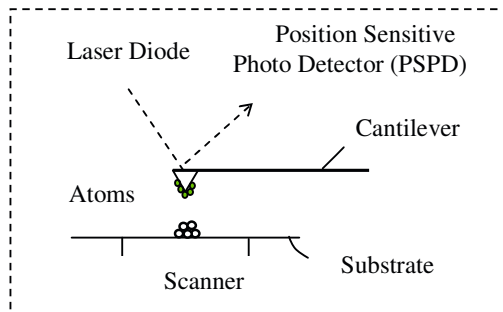 Laser Diode
Position Sensitive
Photo Detector (PSPD)
Cantilever
Atoms
Substrate
Scanner